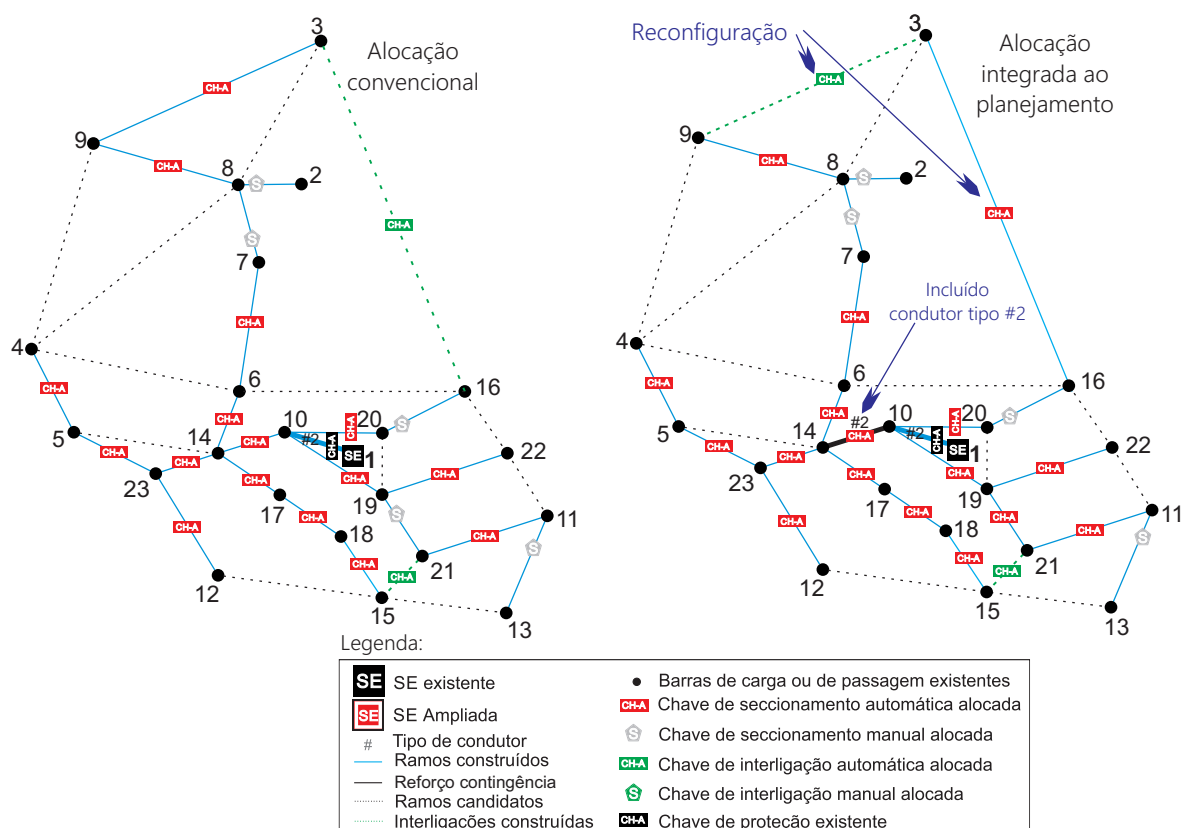 3
Alocação
convencional
9
CH-A
CH-A
8
S
2
S
7
CH-A
CH-A
4
CH-A
6
16
CH-A
10
CH-A
20
S
5
14
CH-A
#2
CH-A
SE
1
22
CH-A
CH-A
23
CH-A
CH-A
19
CH-A
17
S
11
CH-A
CH-A
18
CH-A
S
21
12
CH-A
CH-A
15
13
Reconfiguração
3
Alocação
integrada ao
planejamento
CH-A
9
CH-A
8
S
2
S
CH-A
7
Incluído
condutor tipo #2
CH-A
4
CH-A
6
16
CH-A
#2
10
CH-A
20
S
5
14
CH-A
#2
CH-A
SE
1
22
CH-A
CH-A
23
CH-A
CH-A
19
CH-A
17
CH-A
11
CH-A
CH-A
18
CH-A
S
21
12
CH-A
CH-A
15
13
Legenda:
SE SE existente
SE SE Ampliada
# Tipo de condutor
Ramos construídos
Reforço contingência
Ramos candidatos
Interligações construídas
Barras de carga ou de passagem existentes
CH-A Chave de seccionamento automática alocada
S Chave de seccionamento manual alocada
CH-A Chave de interligação automática alocada
S Chave de interligação manual alocada
CH-A Chave de proteção existente